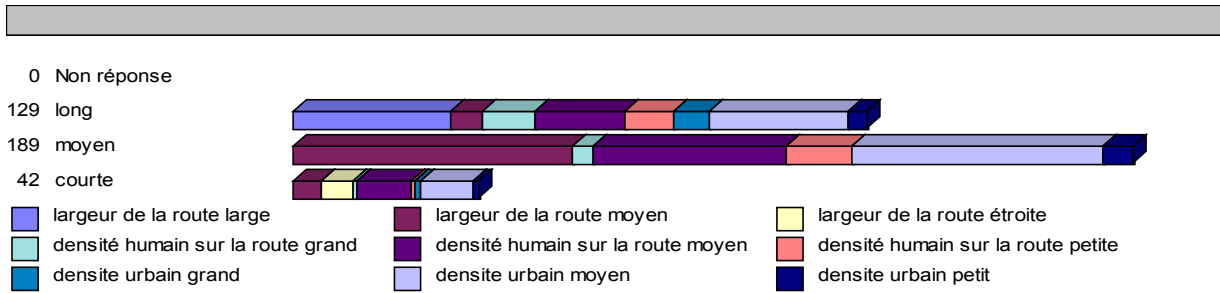 0 Non réponse
129 long
189 moyen
42 courte
largeur de la route large largeur de la route moyen largeur de la route étroite
densité humain sur la route grand densité humain sur la route moyen densité humain sur la route petite
densite urbain grand densite urbain moyen densite urbain petit